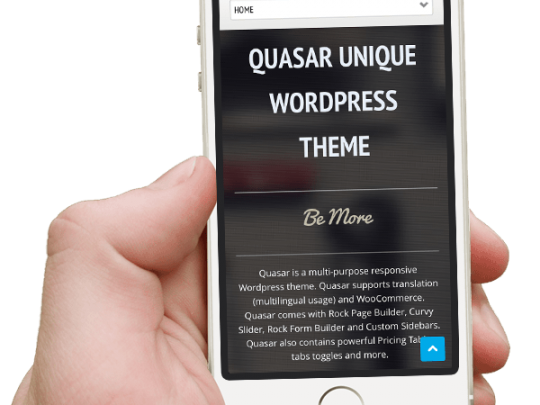 HOME
QUASAR UNIQUE
WORDPRESS
THEME
Be More
Quasar is a multi-purpose responsive
Wordpress theme. Quasar supports translation
(multilingual usage) and WooCommerce.
Quasar comes with Rock Page Builder, Curvy
Slider, Rock Form Builder and Custom Sidebars.
Quasar also contains powerful Pricing
tabs toggles and more.